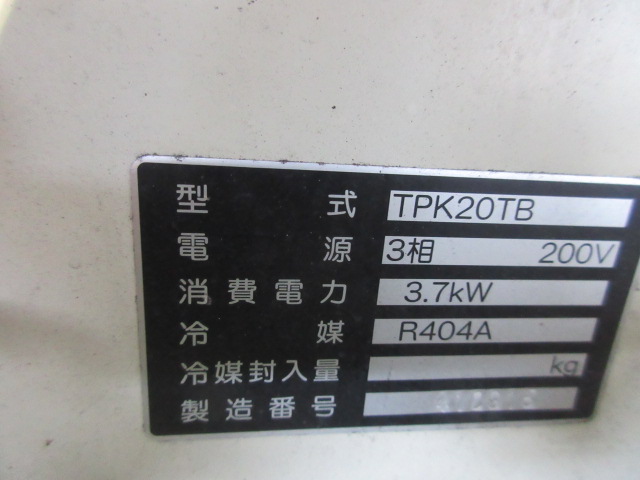 型式 TPK20TB
電源 3相 200V
消費電力 3.7kW
冷媒 R404A
冷媒封入量 kg
製造番号